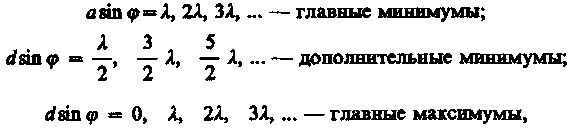 a sin φ = λ, 2λ, 3λ, ... — главные минимумы;
d sin φ = λ/2, 3/2 λ, 5/2 λ, ... — дополнительные минимумы;
d sin φ = 0, λ, 2λ, 3λ, ... — главные максимумы,